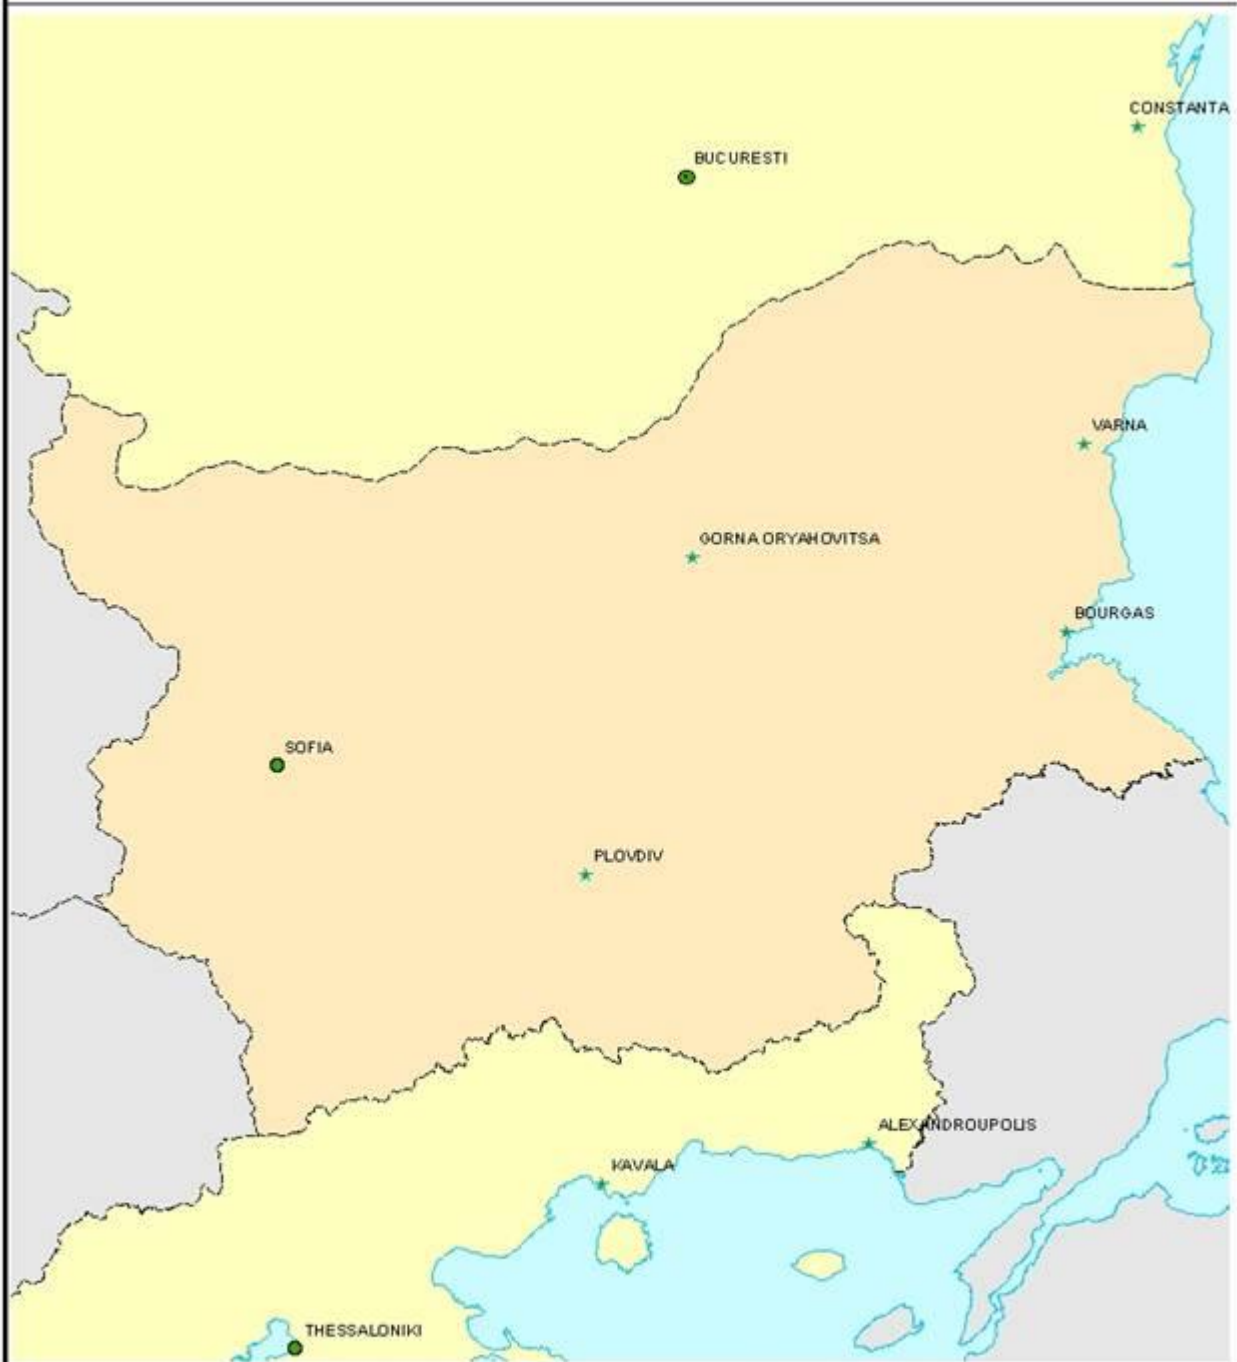 CONSTANTA
BUCURESTI
VARNA
GORNA ORYAHOVITSA
BOURGAS
SOFIA
PLOVDIV
ALEXANDROUPOLIS
KAVALA
THESSALONIKI